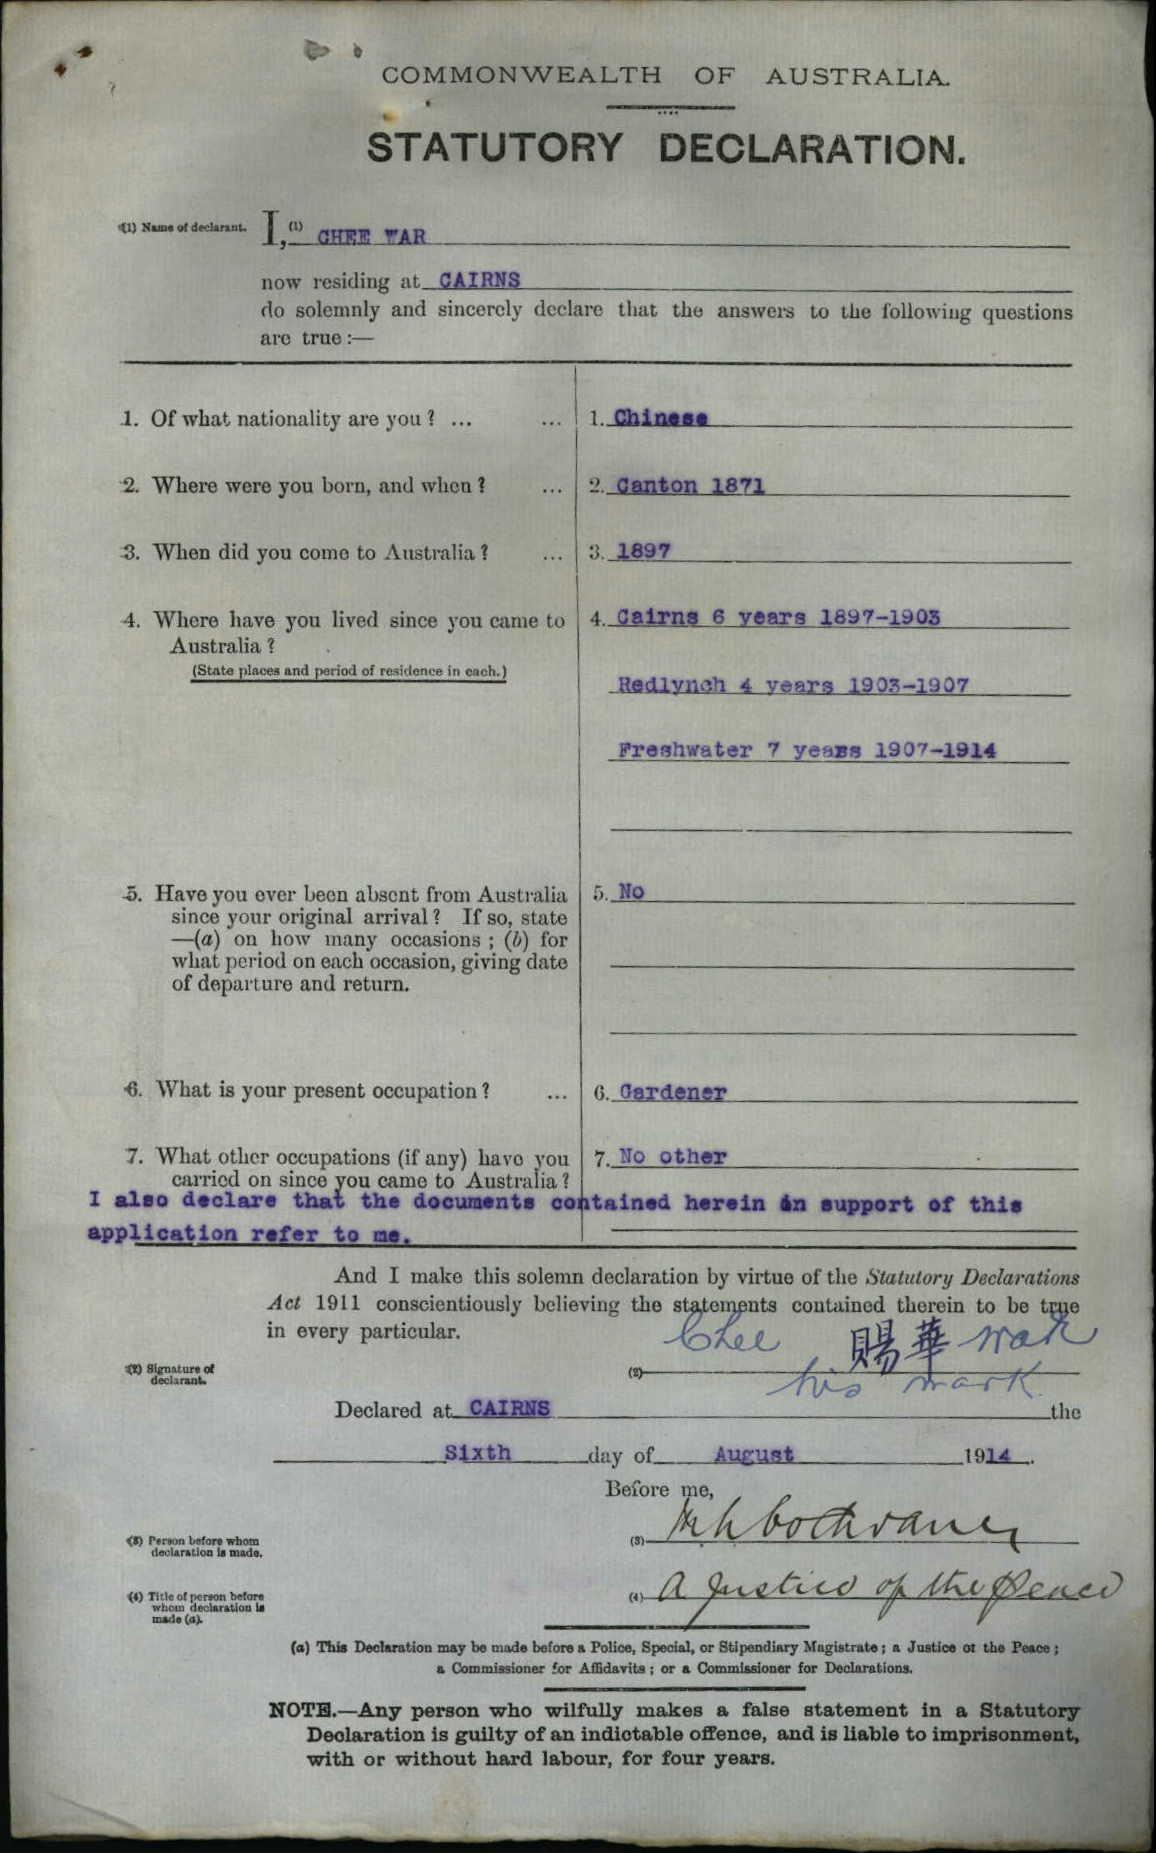 COMMONWEALTH OF AUSTRALIA.
STATUTORY DECLARATION.
(1) Name of declarant. I,(1) CHEE WAR
now residing at CAIRNS
do solemnly and sincerely declare that the answers to the following questions
are true :—
1. Of what nationality are you ? ... ... 1. Chinese
2. Where were you born, and when ? ... 2. Canton 1871
3. When did you come to Australia ? ... 3. 1897
4. Where have you lived since you came to 4. Cairns 6 years 1897-1903
Australia ?
(State places and period of residence in each.)
Redlynch 4 years 1903-1907
Freshwater 7 years 1907-1914
5. Have you ever been absent from Australia 5. No
since your original arrival ? If so, state
—(a) on how many occasions ; (b) for
what period on each occasion, giving date
of departure and return.
6. What is your present occupation ? ... 6. Gardener
7. What other occupations (if any) have you 7. No other
carried on since you came to Australia ?
I also declare that the documents contained herein in support of this
application refer to me.
And I make this solemn declaration by virtue of the Statutory Declarations
Act 1911 conscientiously believing the statements contained therein to be true
in every particular.
Chee 賜華 Wah
(2) Signature of declarant. (2)
his mark
Declared at CAIRNS the
Sixth day of August 1914.
Before me,
(3) Person before whom declaration is made. (3) Cochrane
(4) Title of person before whom declaration is made (a). (4) A Justice of the Peace
(a) This Declaration may be made before a Police, Special, or Stipendiary Magistrate ; a Justice of the Peace ;
a Commissioner for Affidavits ; or a Commissioner for Declarations.
NOTE.—Any person who wilfully makes a false statement in a Statutory
Declaration is guilty of an indictable offence, and is liable to imprisonment,
with or without hard labour, for four years.